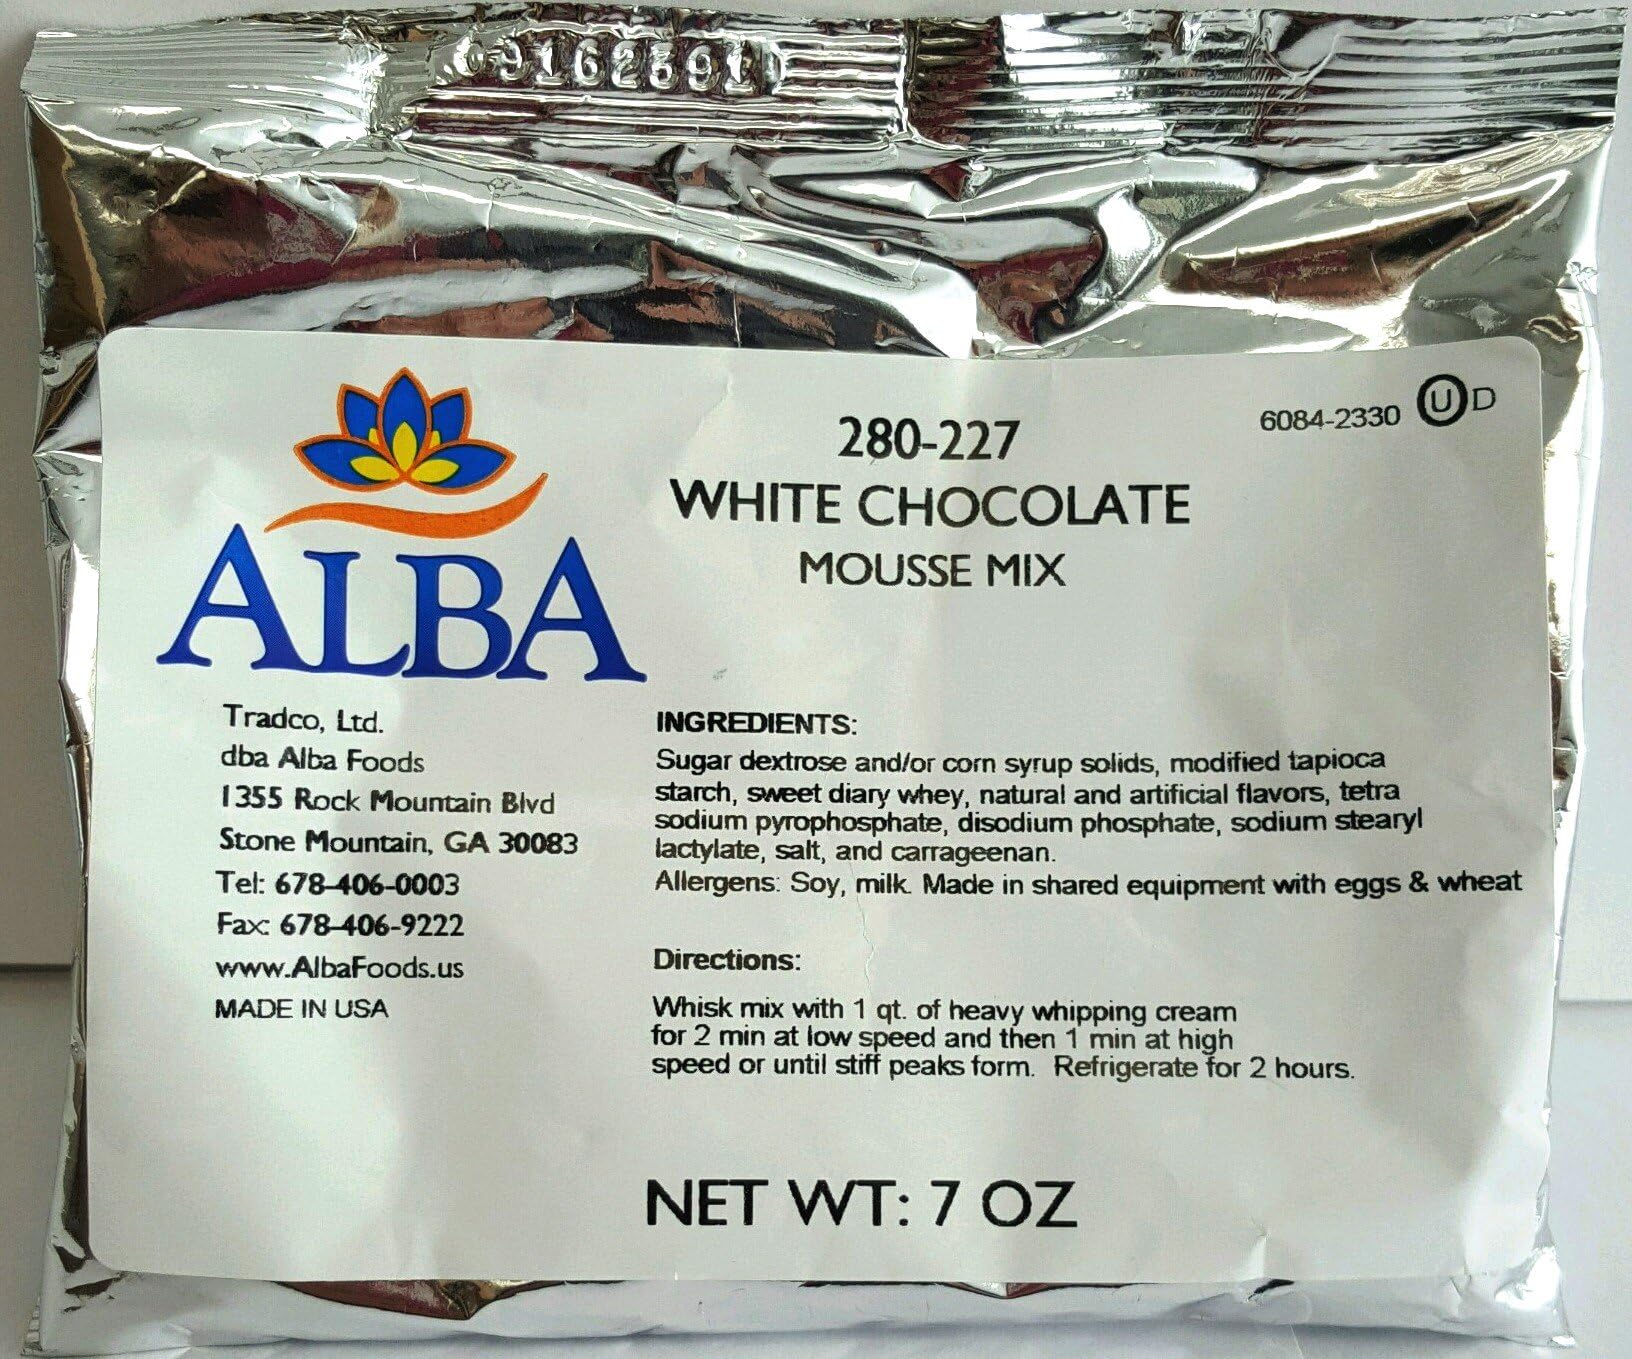 09162391
6084-2330 ⓊD
280-227
WHITE CHOCOLATE
MOUSSE MIX
ALBA
Tradco, Ltd.
dba Alba Foods
1355 Rock Mountain Blvd
Stone Mountain, GA 30083
Tel: 678-406-0003
Fax: 678-406-9222
www.AlbaFoods.us
MADE IN USA
INGREDIENTS:
Sugar dextrose and/or corn syrup solids, modified tapioca
starch, sweet diary whey, natural and artificial flavors, tetra
sodium pyrophosphate, disodium phosphate, sodium stearyl
lactylate, salt, and carrageenan.
Allergens: Soy, milk. Made in shared equipment with eggs & wheat
Directions:
Whisk mix with 1 qt. of heavy whipping cream
for 2 min at low speed and then 1 min at high
speed or until stiff peaks form. Refrigerate for 2 hours.
NET WT: 7 OZ